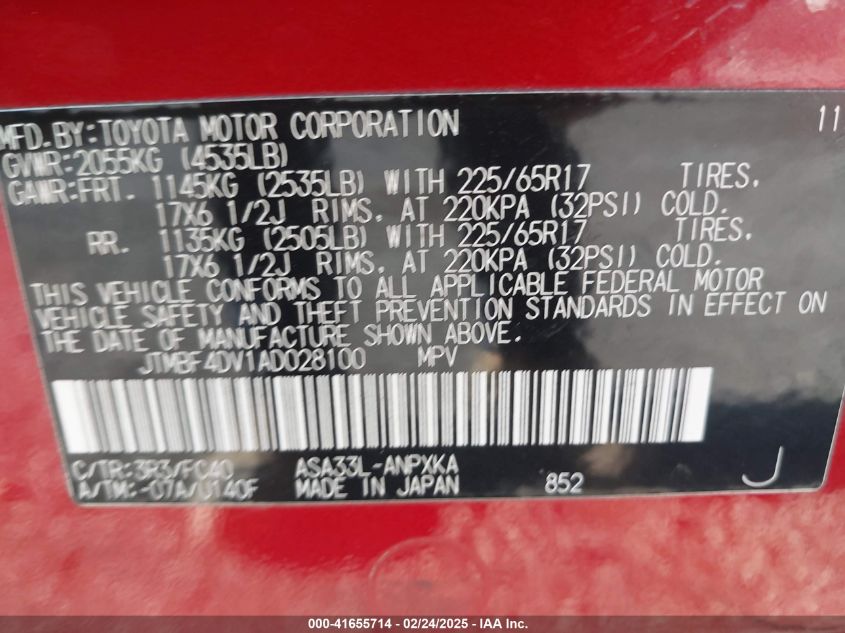 MFD.BY:TOYOTA MOTOR CORPORATION 11
GVWR:2055KG (4535LB)
GAWR:FRT. 1145KG (2535LB) WITH 225/65R17 TIRES,
17X6 1/2J RIMS, AT 220KPA (32PSI) COLD.
RR. 1135KG (2505LB) WITH 225/65R17 TIRES,
17X6 1/2J RIMS, AT 220KPA (32PSI) COLD.
THIS VEHICLE CONFORMS TO ALL APPLICABLE FEDERAL MOTOR
VEHICLE SAFETY AND THEFT PREVENTION STANDARDS IN EFFECT ON
THE DATE OF MANUFACTURE SHOWN ABOVE.
JTMBF4DV1AD028100 MPV
C/TR:3R3/FC40 ASA33L-ANPXKA
A/TM:-07A/U140F MADE IN JAPAN 852 J
000-41655714 - 02/24/2025 - IAA Inc.